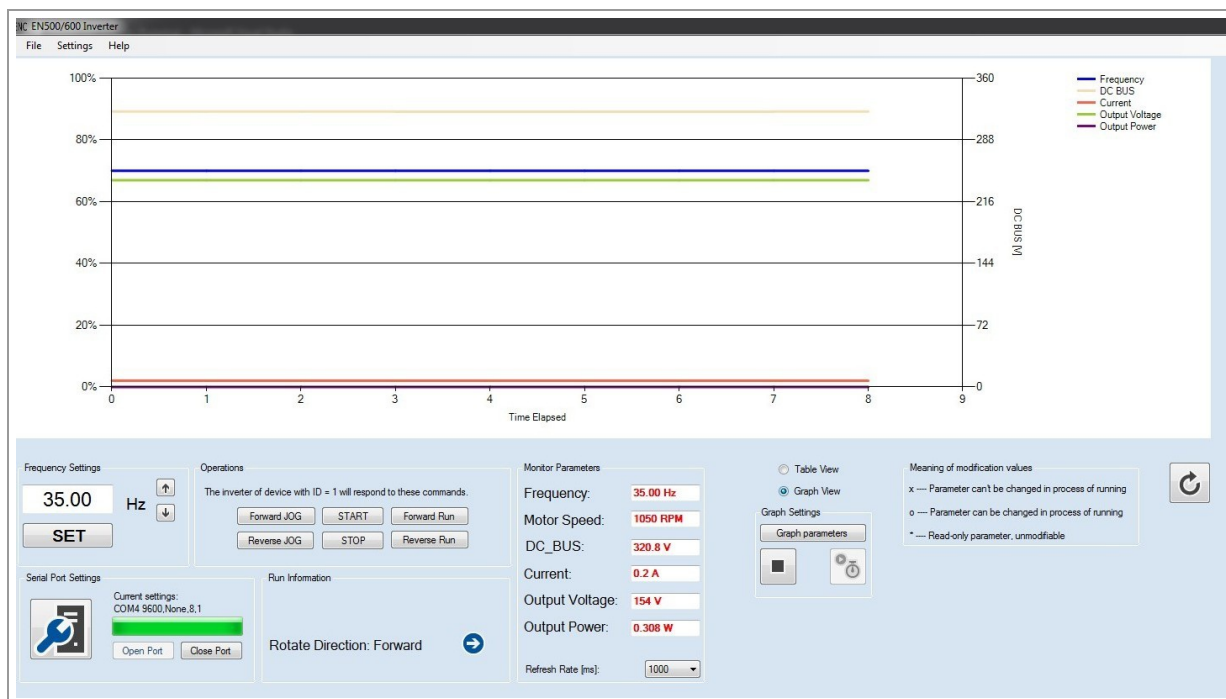 ENC EN500/600 Inverter
File Settings Help
100%
80%
60%
40%
20%
0%
0 1 2 3 4 5 6 7 8 9
Time Elapsed
360
288
216
144
72
0
DC BUS [V]
Frequency
DC BUS
Current
Output Voltage
Output Power
Frequency Settings
35.00 Hz
SET
Operations
The inverter of device with ID = 1 will respond to these commands.
Forward JOG START Forward Run
Reverse JOG STOP Reverse Run
Serial Port Settings
Current settings:
COM4 9600,None,8,1
Open Port Close Port
Run Information
Rotate Direction: Forward
Monitor Parameters
Frequency: 35.00 Hz
Motor Speed: 1050 RPM
DC_BUS: 320.8 V
Current: 0.2 A
Output Voltage: 154 V
Output Power: 0.308 W
Refresh Rate [ms]: 1000
Table View
Graph View
Graph Settings
Graph parameters
Meaning of modification values
x ---- Parameter can't be changed in process of running
o ---- Parameter can be changed in process of running
* ---- Read-only parameter, unmodifiable